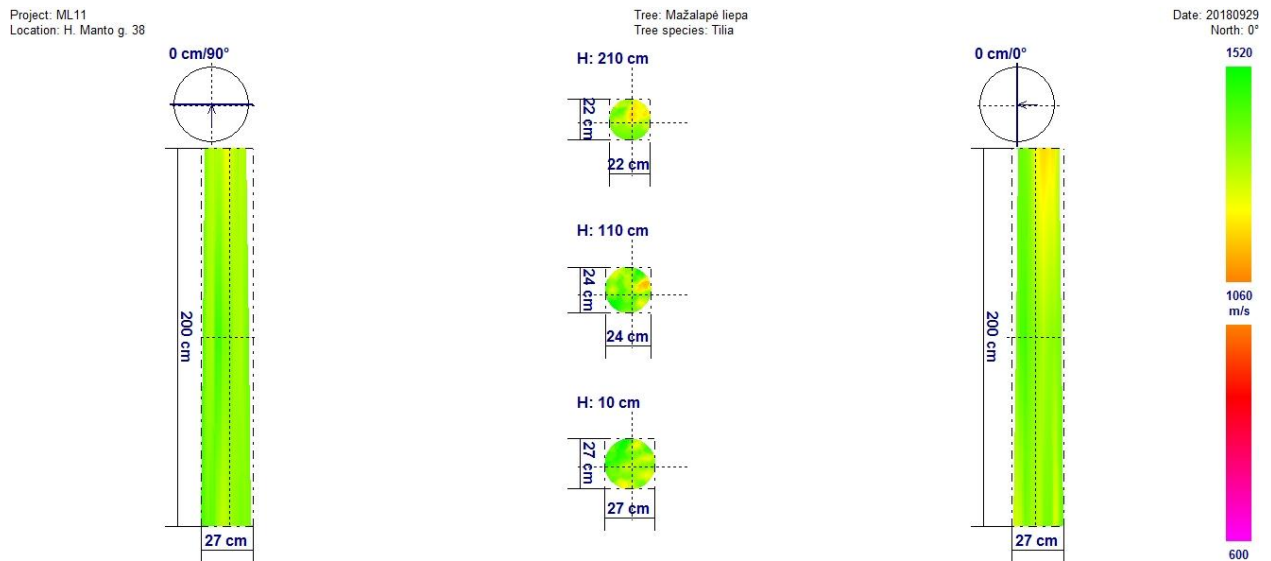 Project: ML11
Location: H. Manto g. 38
Tree: Mažalapė liepa
Tree species: Tilia
Date: 20180929
North: 0°
0 cm/90°
200 cm
27 cm
H: 210 cm
22 cm
22 cm
H: 110 cm
24 cm
24 cm
H: 10 cm
27 cm
27 cm
0 cm/0°
200 cm
27 cm
1520
1060
m/s
600